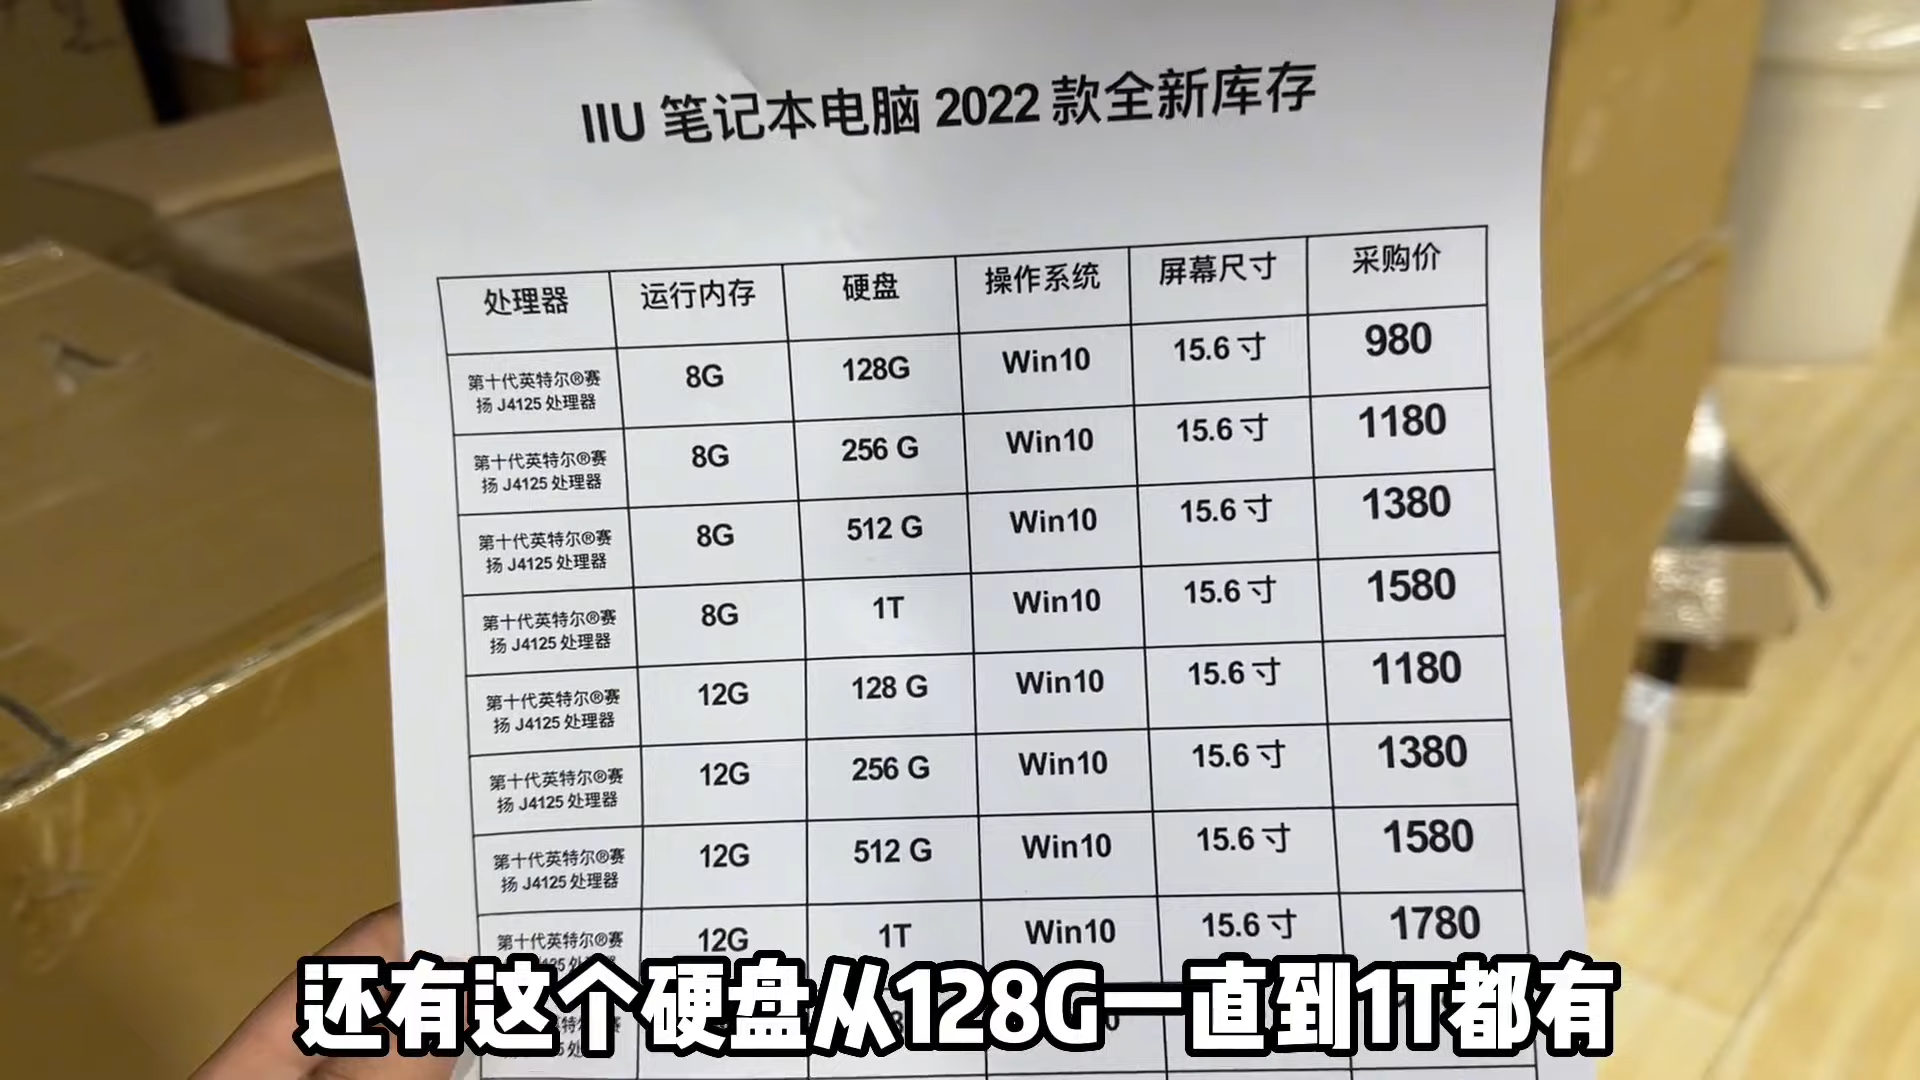 IIU 笔记本电脑 2022 款全新库存
处理器 运行内存 硬盘 操作系统 屏幕尺寸 采购价
第十代英特尔®赛
扬 J4125 处理器 8G 128G Win10 15.6 寸 980
第十代英特尔®赛
扬 J4125 处理器 8G 256 G Win10 15.6 寸 1180
第十代英特尔®赛
扬 J4125 处理器 8G 512 G Win10 15.6 寸 1380
第十代英特尔®赛
扬 J4125 处理器 8G 1T Win10 15.6 寸 1580
第十代英特尔®赛
扬 J4125 处理器 12G 128 G Win10 15.6 寸 1180
第十代英特尔®赛
扬 J4125 处理器 12G 256 G Win10 15.6 寸 1380
第十代英特尔®赛
扬 J4125 处理器 12G 512 G Win10 15.6 寸 1580
第十代英特尔®赛 12G 1T Win10 15.6 寸 1780
还有这个硬盘从128G一直到1T都有